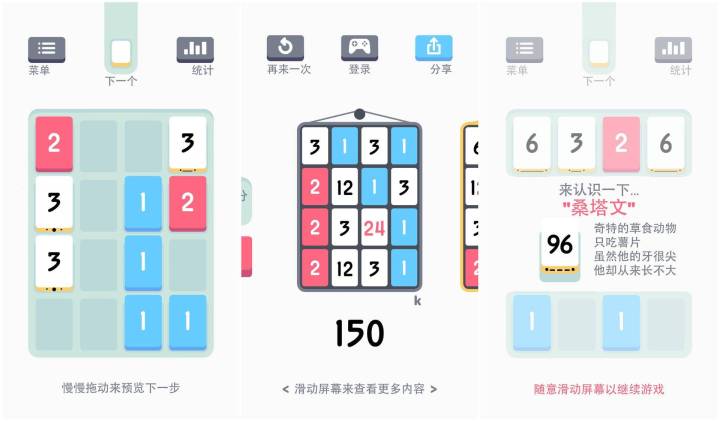 菜单
下一个
统计
2
3
3
1
2
3
1
1
1
慢慢拖动来预览下一步
分
再来一次
登录
分享
3
1
3
1
2
12
1
3
2
3
24
1
2
12
3
1
k
150
< 滑动屏幕来查看更多内容 >
菜单
下一个
统计
6
3
2
6
来认识一下...
"桑塔文"
96
奇特的草食动物
只吃薯片
虽然他的牙很尖
他却从来长不大
1
1
随意滑动屏幕以继续游戏